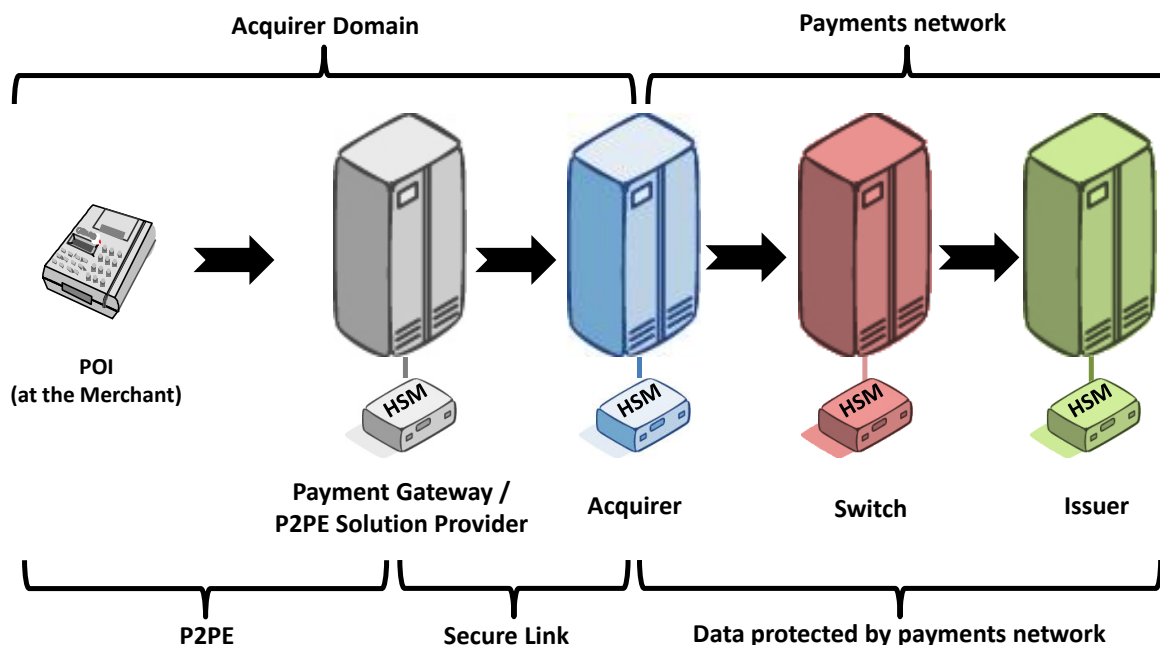 Acquirer Domain
Payments network
POI
(at the Merchant)
HSM
HSM
HSM
HSM
Payment Gateway /
P2PE Solution Provider
Acquirer
Switch
Issuer
P2PE
Secure Link
Data protected by payments network